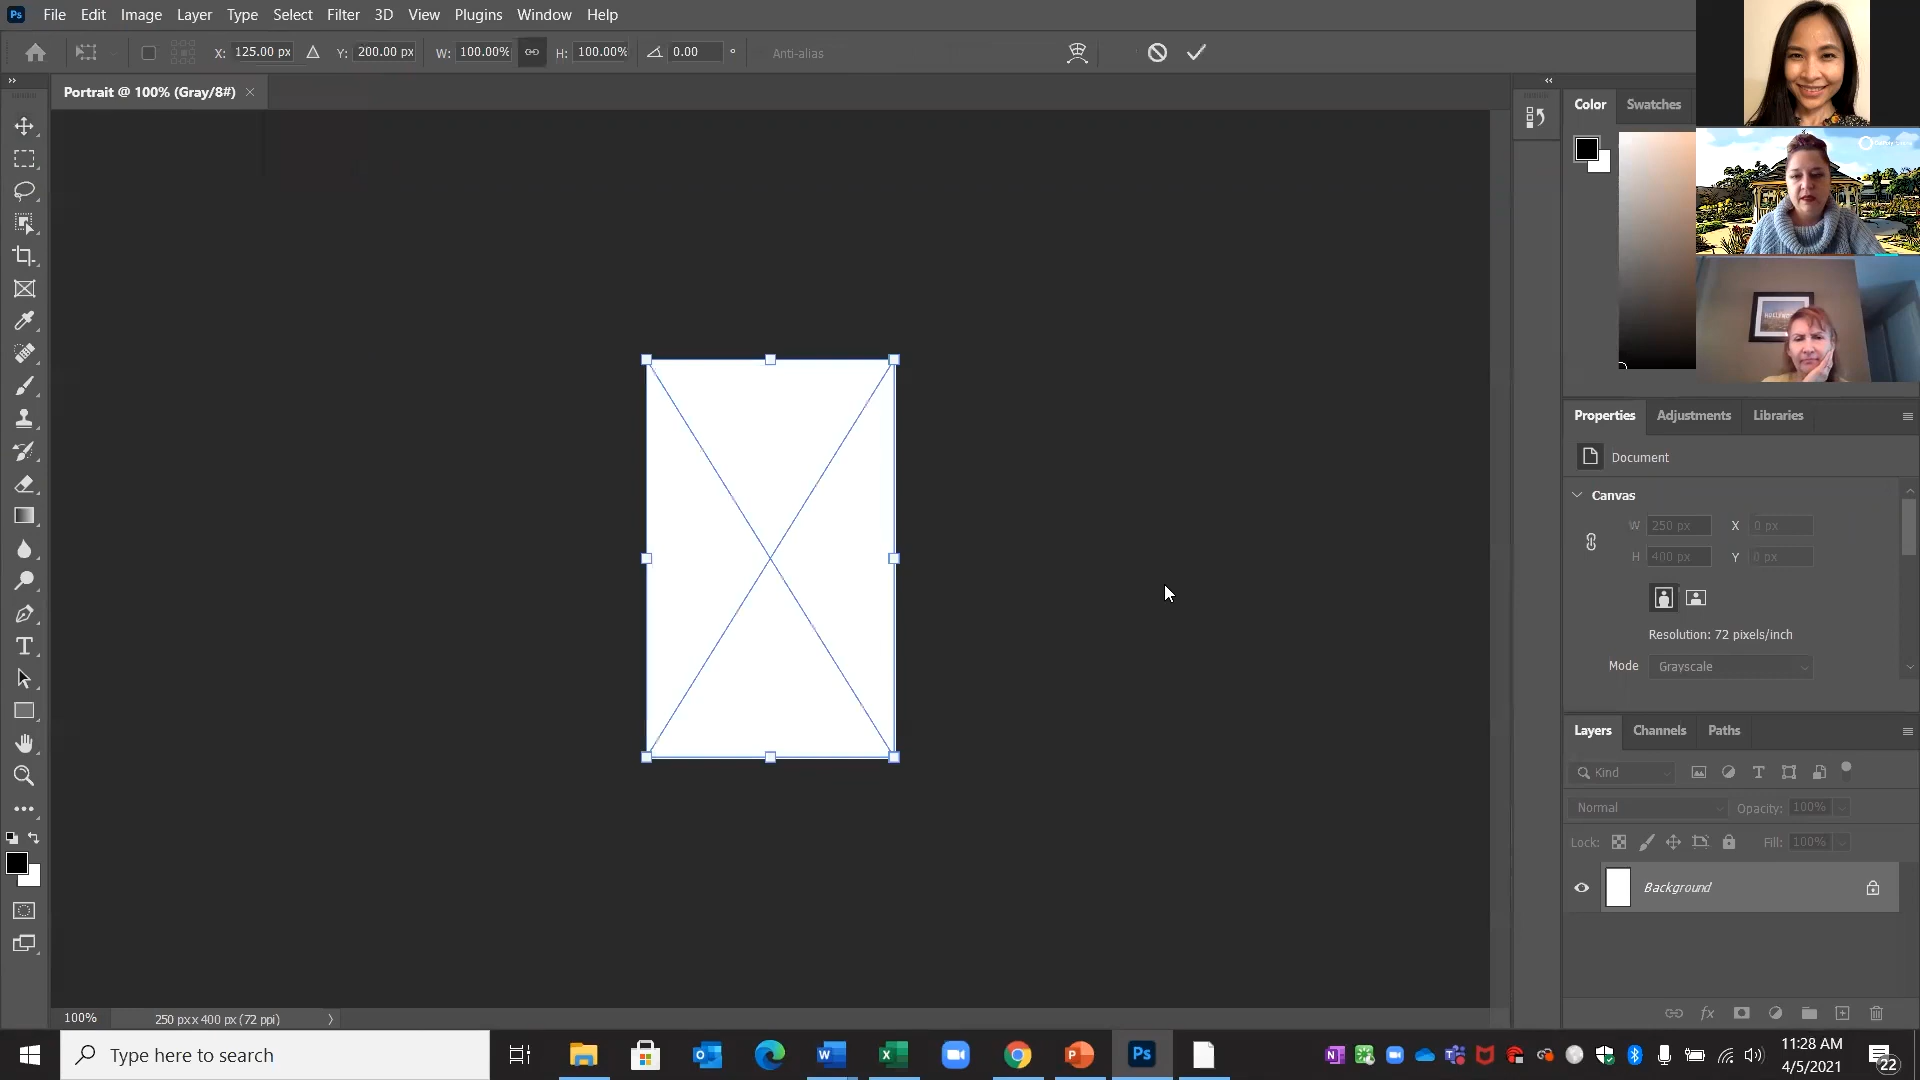 Ps File Edit Image Layer Type Select Filter 3D View Plugins Window Help
X: 125.00 px Y: 200.00 px W: 100.00% H: 100.00% 0.00 ° Anti-alias
Portrait @ 100% (Gray/8#)
Color Swatches
Properties Adjustments Libraries
Document
Canvas
W 250 px X 0 px
H 400 px Y 0 px
Resolution: 72 pixels/inch
Mode Grayscale
Layers Channels Paths
Kind
Normal Opacity: 100%
Lock: Fill: 100%
Background
100% 250 px x 400 px (72 ppi)
Type here to search
11:28 AM
4/5/2021
22